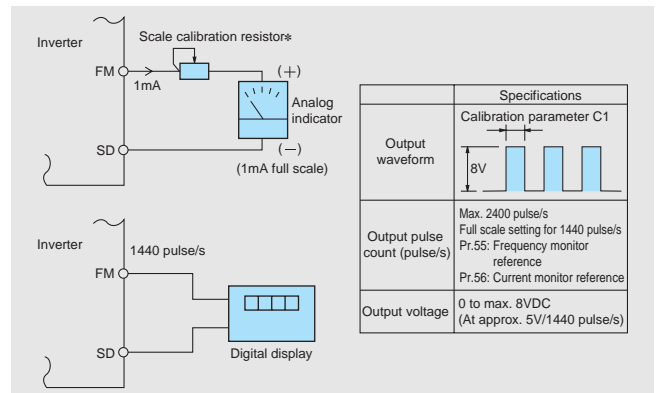 Inverter
Scale calibration resistor*
FM
1mA
(+)
Analog
indicator
SD
(−)
(1mA full scale)
Inverter
1440 pulse/s
FM
SD
Digital display
Specifications
Output
waveform
Calibration parameter C1
8V
Output pulse
count (pulse/s)
Max. 2400 pulse/s
Full scale setting for 1440 pulse/s
Pr.55: Frequency monitor
reference
Pr.56: Current monitor reference
Output voltage
0 to max. 8VDC
(At approx. 5V/1440 pulse/s)